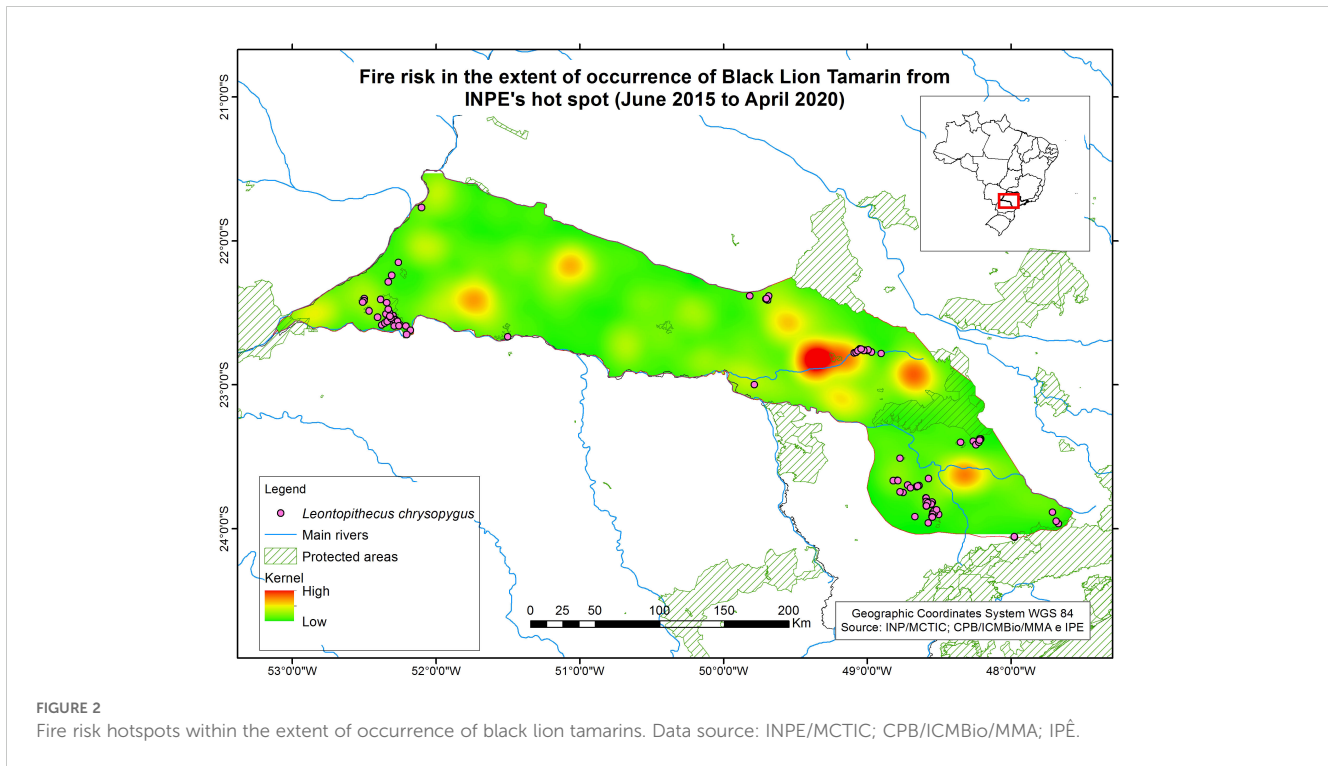 Fire risk in the extent of occurrence of Black Lion Tamarin from
INPE's hot spot (June 2015 to April 2020)
21°0'0"S
22°0'0"S
23°0'0"S
24°0'0"S
Legend
Leontopithecus chrysopygus
Main rivers
Protected areas
Kernel
High
Low
0 25 50 100 150 200
Km
Geographic Coordinates System WGS 84
Source: INP/MCTIC; CPB/ICMBio/MMA e IPE
53°0'0"W 52°0'0"W 51°0'0"W 50°0'0"W 49°0'0"W 48°0'0"W
FIGURE 2
Fire risk hotspots within the extent of occurrence of black lion tamarins. Data source: INPE/MCTIC; CPB/ICMBio/MMA; IPÊ.